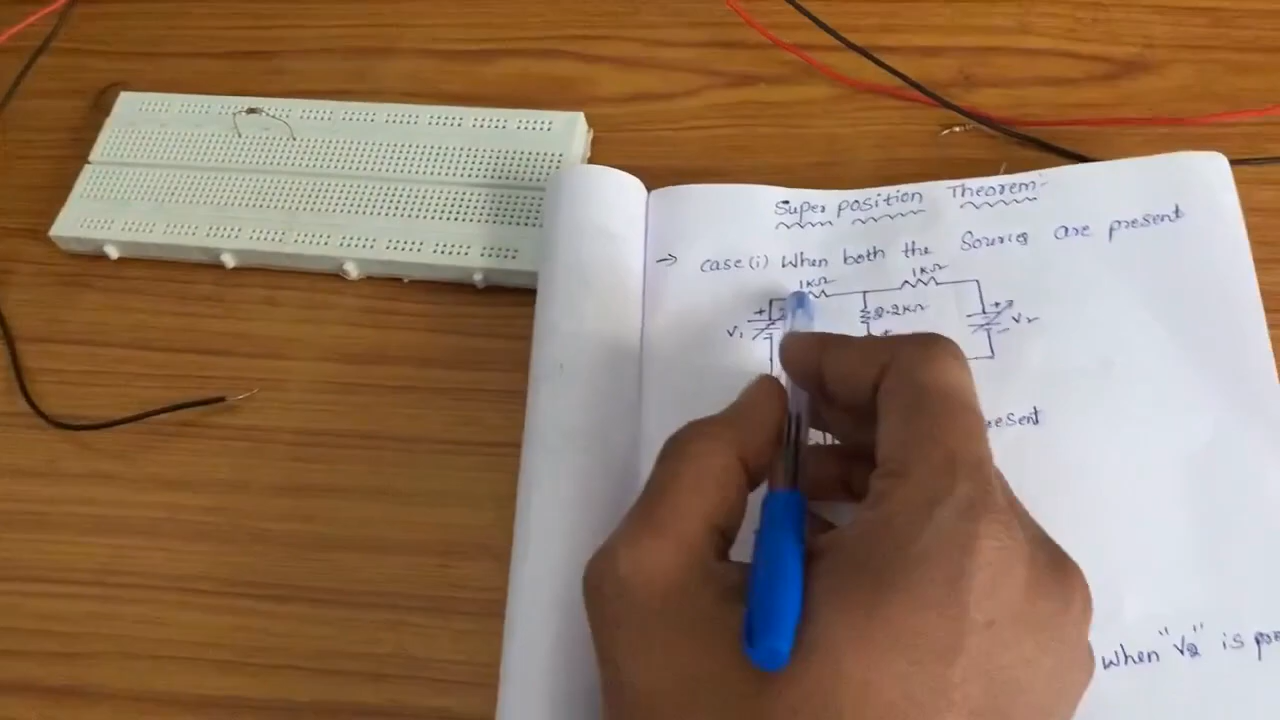 Super position Theorem:-
→ case(i) When both the Sources are present
1KΩ 1KΩ
V₁ + 2.2KΩ + V₂
-
esent
when "V₂" is